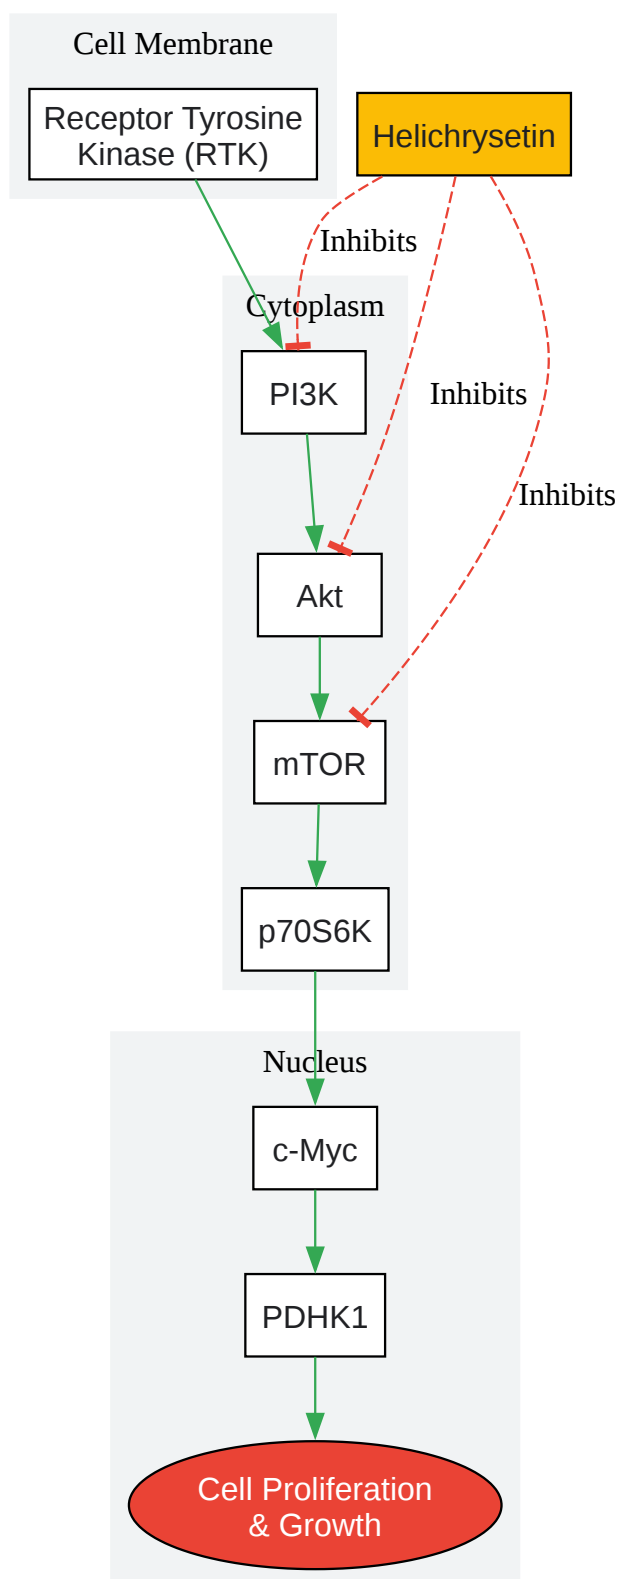 Cell Membrane
Receptor Tyrosine
Kinase (RTK)
Helichrysetin
Inhibits
Cytoplasm
PI3K
Inhibits
Inhibits
Akt
mTOR
p70S6K
Nucleus
c-Myc
PDHK1
Cell Proliferation
& Growth